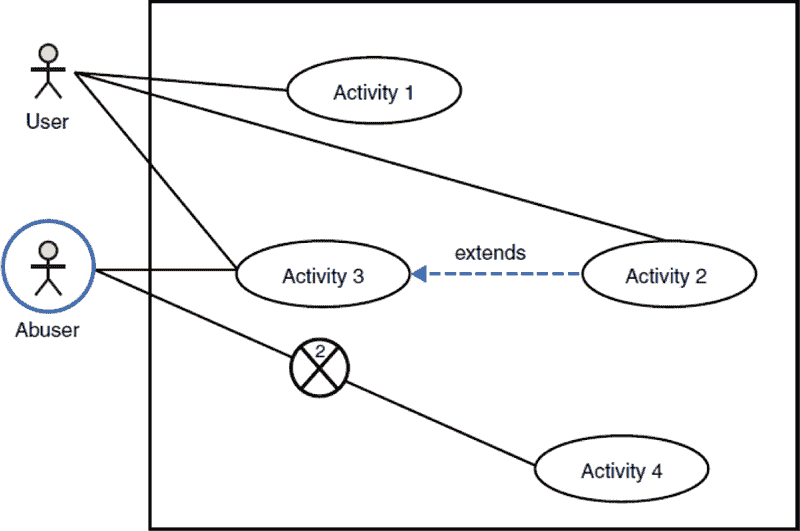 User
Activity 1
extends
Activity 3
Activity 2
Abuser
2
Activity 4